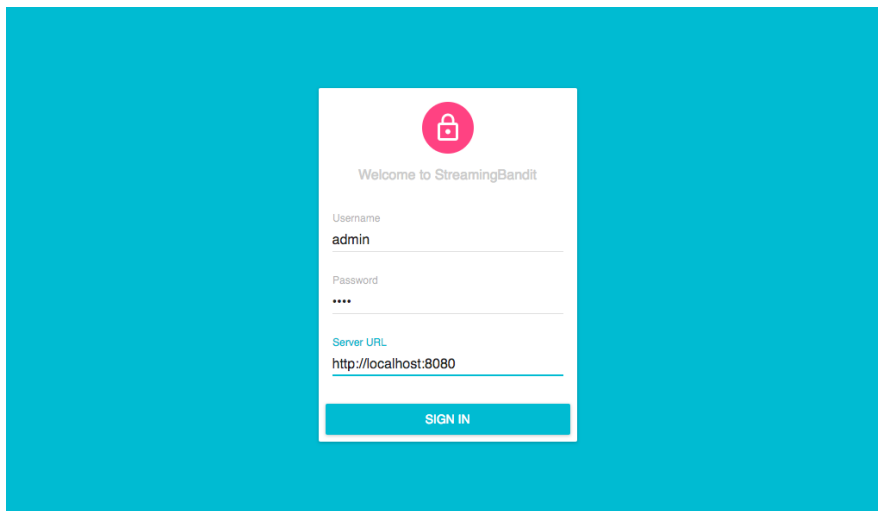 Welcome to StreamingBandit
Username
admin
Password
••••
Server URL
http://localhost:8080
SIGN IN